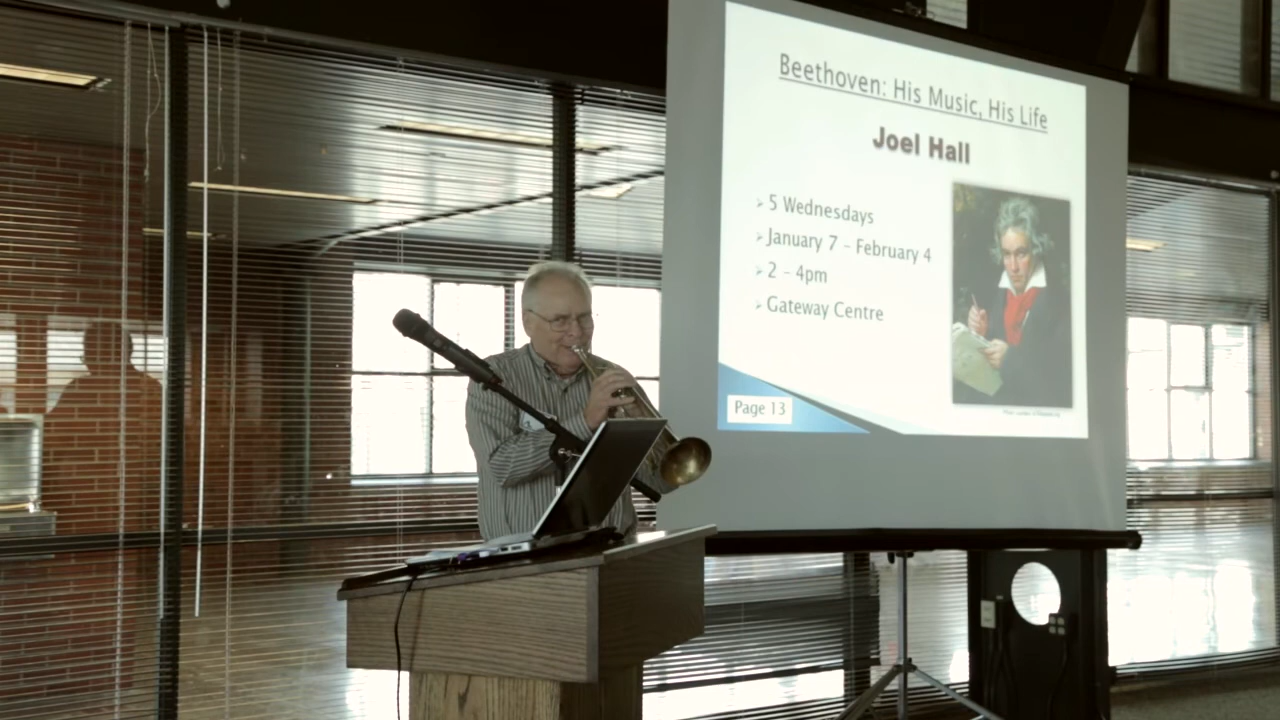 Beethoven: His Music, His Life
Joel Hall
5 Wednesdays
January 7 – February 4
2 – 4pm
Gateway Centre
Page 13